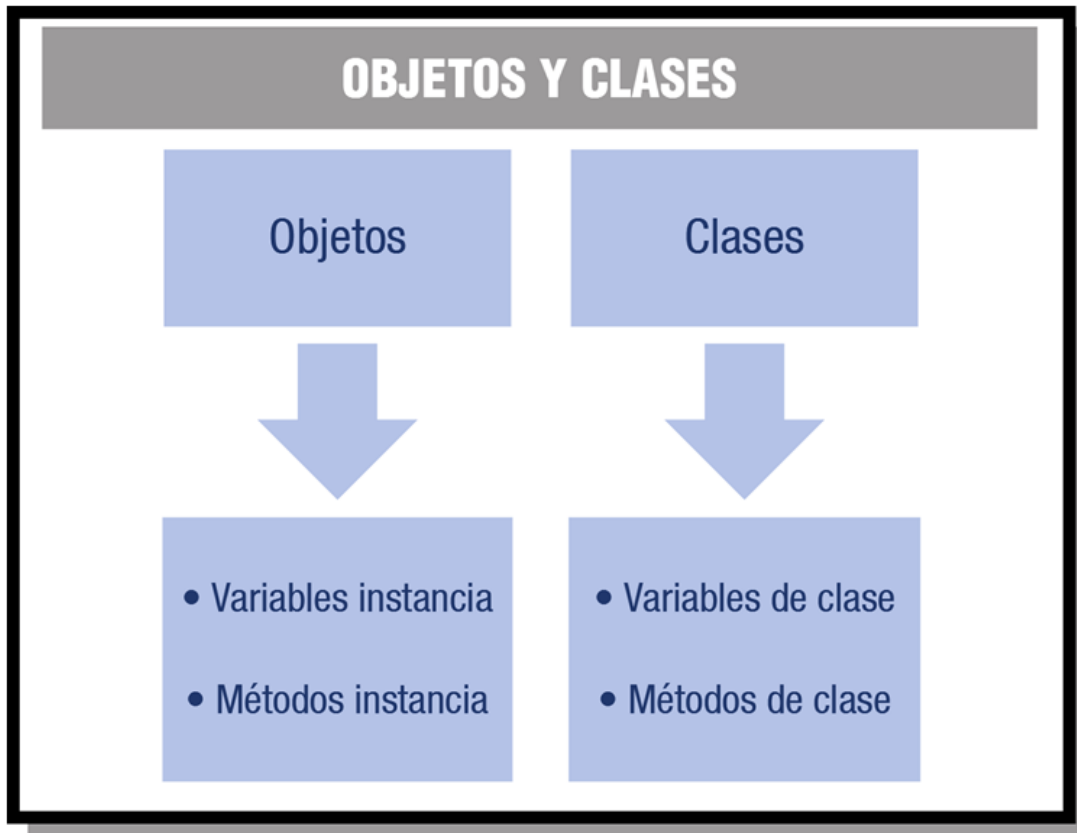 OBJETOS Y CLASES
Objetos
Clases
• Variables instancia
• Métodos instancia
• Variables de clase
• Métodos de clase